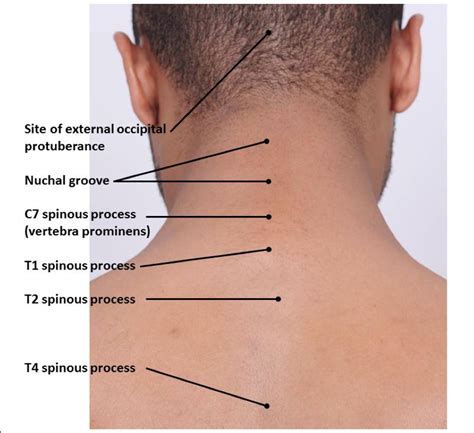 Site of external occipital
protuberance
Nuchal groove
C7 spinous process
(vertebra prominens)
T1 spinous process
T2 spinous process
T4 spinous process